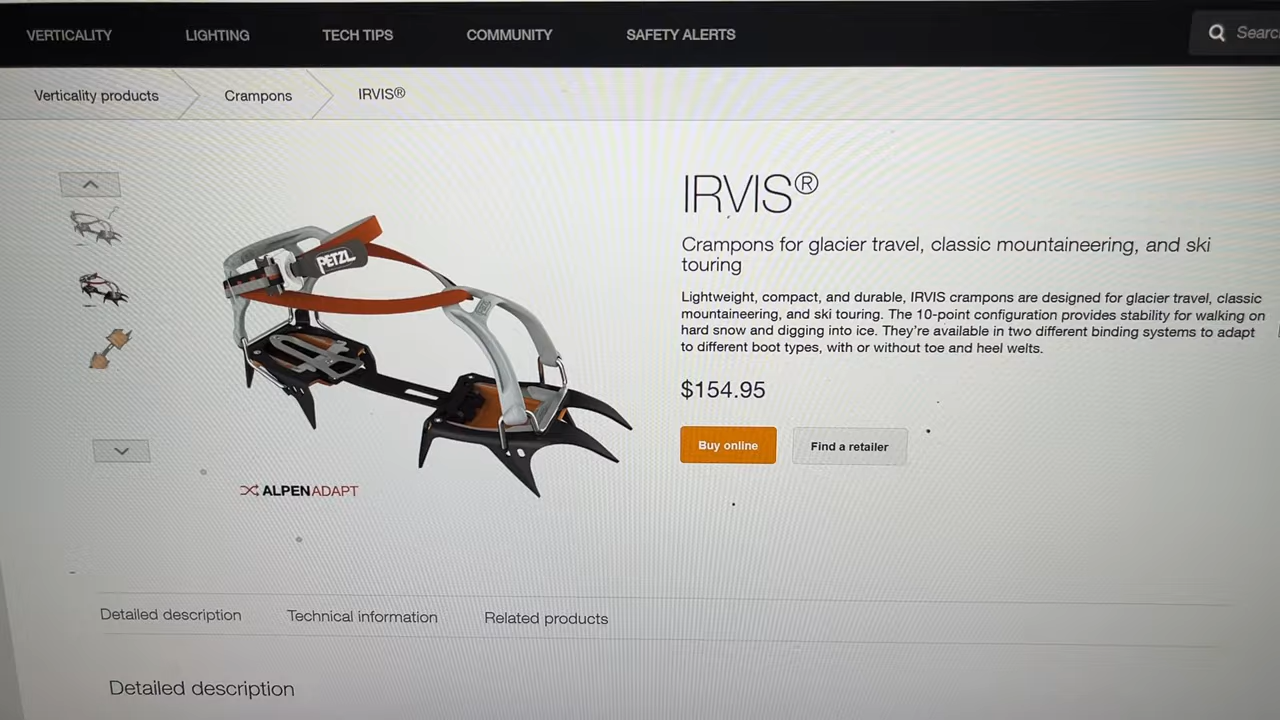 VERTICALITY
LIGHTING
TECH TIPS
COMMUNITY
SAFETY ALERTS
Verticality products
Crampons
IRVIS®
PETZL
ALPENADAPT
IRVIS®
Crampons for glacier travel, classic mountaineering, and ski
touring
Lightweight, compact, and durable, IRVIS crampons are designed for glacier travel, classic
mountaineering, and ski touring. The 10-point configuration provides stability for walking on
hard snow and digging into ice. They're available in two different binding systems to adapt
to different boot types, with or without toe and heel welts.
$154.95
Buy online
Find a retailer
Detailed description
Technical information
Related products
Detailed description